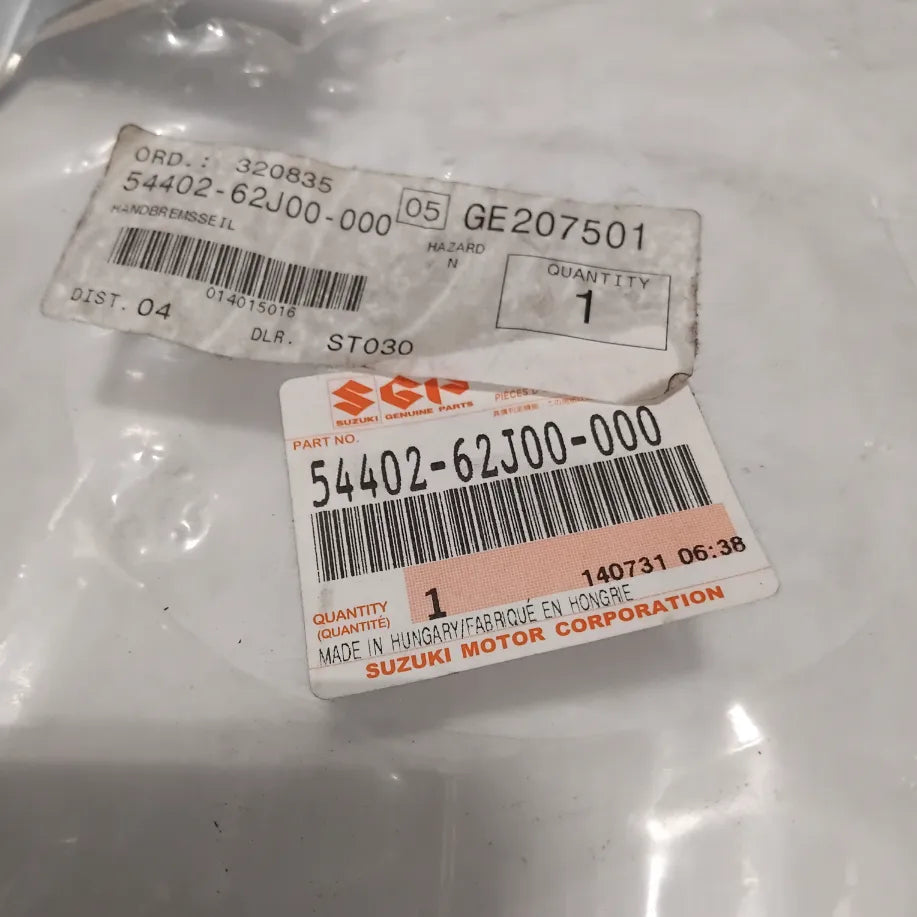 ORD.: 320835
54402-62J00-000 05 GE207501
HANDBREMSSEIL
HAZARD
N
QUANTITY
1
014015016
DIST. 04
DLR. ST030
SGP
SUZUKI GENUINE PARTS
PIÈCES D
PART NO.
54402-62J00-000
140731 06:38
QUANTITY
(QUANTITÉ)
1
MADE IN HUNGARY/FABRIQUÉ EN HONGRIE
SUZUKI MOTOR CORPORATION